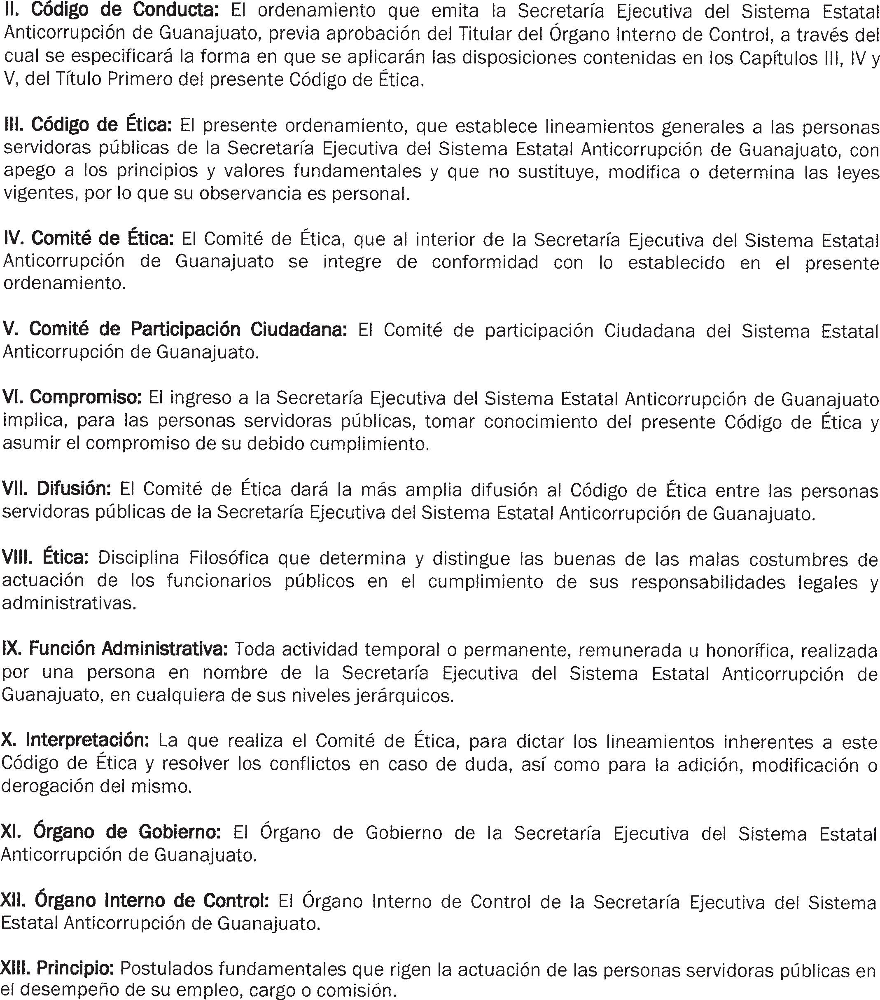 II. Código de Conducta: El ordenamiento que emita la Secretaría Ejecutiva del Sistema Estatal
Anticorrupción de Guanajuato, previa aprobación del Titular del Órgano Interno de Control, a través del
cual se especificará la forma en que se aplicarán las disposiciones contenidas en los Capítulos III, IV y
V, del Título Primero del presente Código de Ética.
III. Código de Ética: El presente ordenamiento, que establece lineamientos generales a las personas
servidoras públicas de la Secretaría Ejecutiva del Sistema Estatal Anticorrupción de Guanajuato, con
apego a los principios y valores fundamentales y que no sustituye, modifica o determina las leyes
vigentes, por lo que su observancia es personal.
IV. Comité de Ética: El Comité de Ética, que al interior de la Secretaría Ejecutiva del Sistema Estatal
Anticorrupción de Guanajuato se integre de conformidad con lo establecido en el presente
ordenamiento.
V. Comité de Participación Ciudadana: El Comité de participación Ciudadana del Sistema Estatal
Anticorrupción de Guanajuato.
VI. Compromiso: El ingreso a la Secretaría Ejecutiva del Sistema Estatal Anticorrupción de Guanajuato
implica, para las personas servidoras públicas, tomar conocimiento del presente Código de Ética y
asumir el compromiso de su debido cumplimiento.
VII. Difusión: El Comité de Ética dará la más amplia difusión al Código de Ética entre las personas
servidoras públicas de la Secretaría Ejecutiva del Sistema Estatal Anticorrupción de Guanajuato.
VIII. Ética: Disciplina Filosófica que determina y distingue las buenas de las malas costumbres de
actuación de los funcionarios públicos en el cumplimiento de sus responsabilidades legales y
administrativas.
IX. Función Administrativa: Toda actividad temporal o permanente, remunerada u honorífica, realizada
por una persona en nombre de la Secretaría Ejecutiva del Sistema Estatal Anticorrupción de
Guanajuato, en cualquiera de sus niveles jerárquicos.
X. Interpretación: La que realiza el Comité de Ética, para dictar los lineamientos inherentes a este
Código de Ética y resolver los conflictos en caso de duda, así como para la adición, modificación o
derogación del mismo.
XI. Órgano de Gobierno: El Órgano de Gobierno de la Secretaría Ejecutiva del Sistema Estatal
Anticorrupción de Guanajuato.
XII. Órgano Interno de Control: El Órgano Interno de Control de la Secretaría Ejecutiva del Sistema
Estatal Anticorrupción de Guanajuato.
XIII. Principio: Postulados fundamentales que rigen la actuación de las personas servidoras públicas en
el desempeño de su empleo, cargo o comisión.